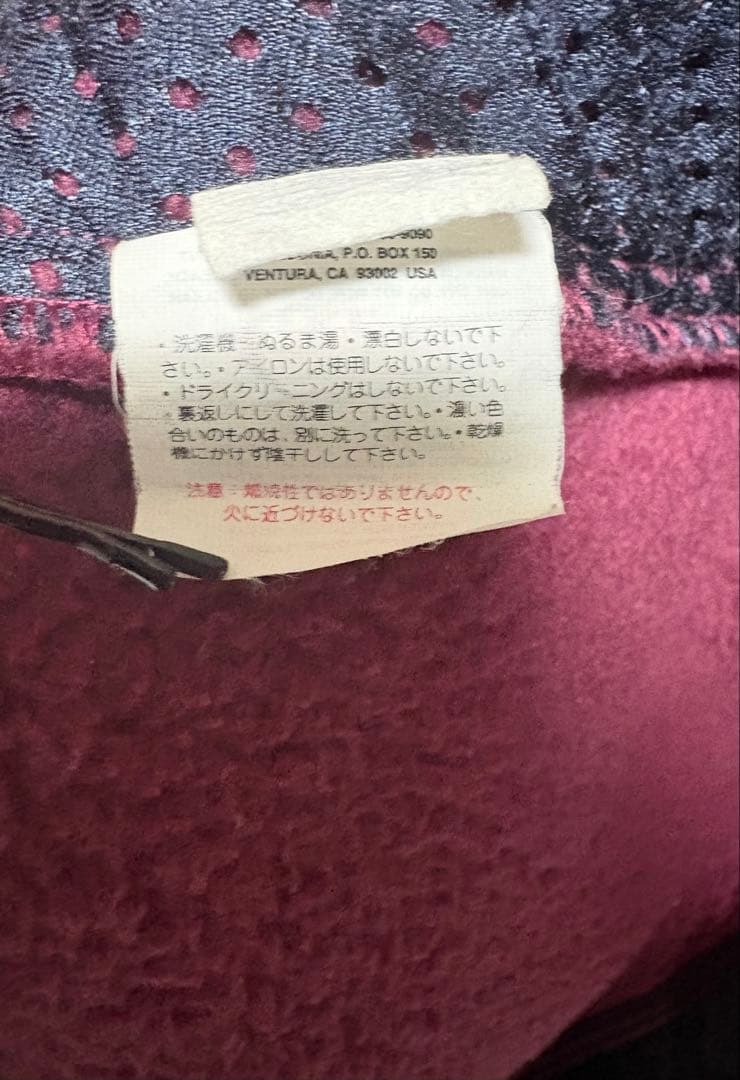 9090
P.O. BOX 150
VENTURA, CA 93002 USA
・洗濯機=ぬるま湯・漂白しないで下
さい。・アイロンは使用しないで下さい。
・ドライクリーニングはしないで下さい。
・裏返しにして洗濯して下さい。・濃い色
合いのものは、別に洗って下さい。・乾燥
機にかけず陰干しして下さい。
注意=燃焼性ではありませんので、
火に近づけないで下さい。